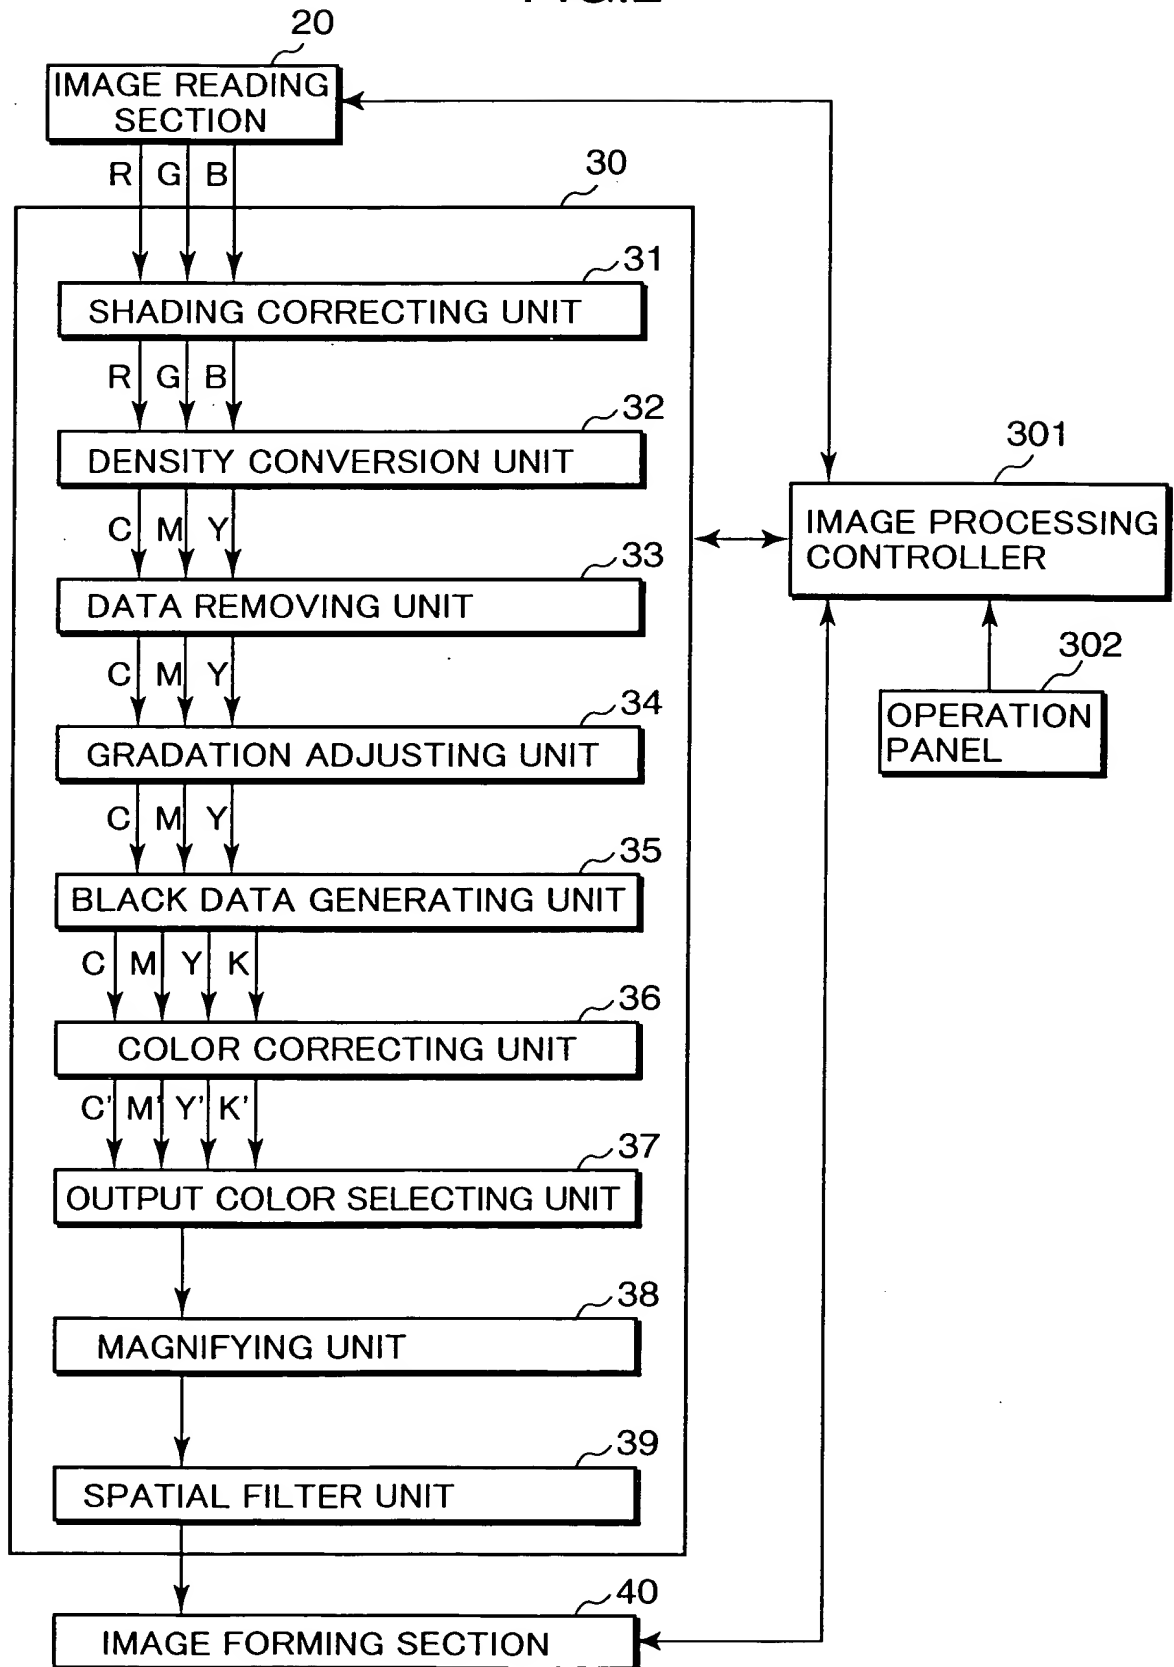 20
IMAGE READING
SECTION
R G B
30
31
SHADING CORRECTING UNIT
R G B
32
DENSITY CONVERSION UNIT
301
IMAGE PROCESSING
CONTROLLER
C M Y
33
DATA REMOVING UNIT
302
OPERATION
PANEL
C M Y
34
GRADATION ADJUSTING UNIT
C M Y
35
BLACK DATA GENERATING UNIT
C M Y K
36
COLOR CORRECTING UNIT
C' M' Y' K'
37
OUTPUT COLOR SELECTING UNIT
38
MAGNIFYING UNIT
39
SPATIAL FILTER UNIT
40
IMAGE FORMING SECTION